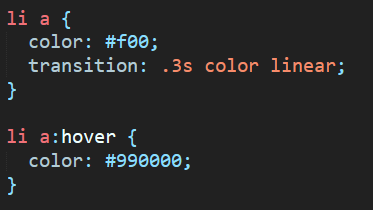 li a {
  color: #f00;
  transition: .3s color linear;
}

li a:hover {
  color: #990000;
}